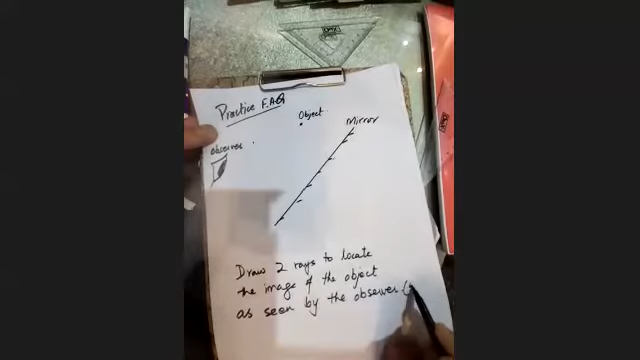 Practice F.A.Q
Object
Mirror
observer
Draw 2 rays to locate
the image of the object
as seen by the observer (